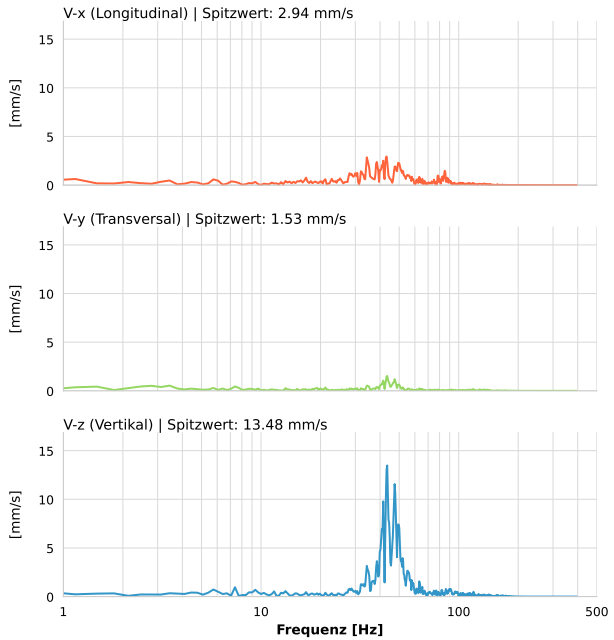 V-x (Longitudinal) | Spitzwert: 2.94 mm/s
15
10
5
0
[mm/s]
V-y (Transversal) | Spitzwert: 1.53 mm/s
15
10
5
0
[mm/s]
V-z (Vertikal) | Spitzwert: 13.48 mm/s
15
10
5
0
[mm/s]
1 10 100 500
Frequenz [Hz]